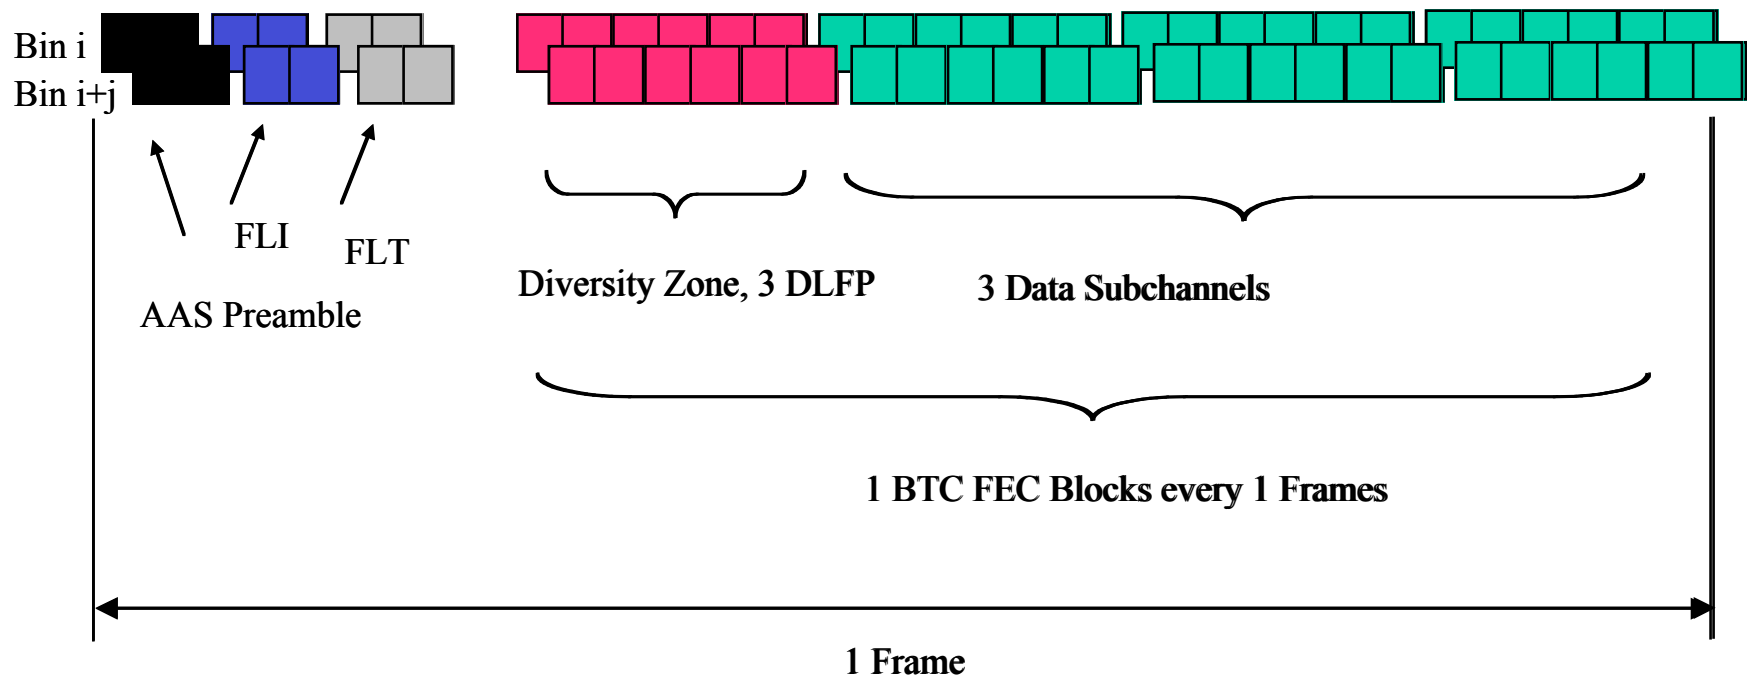 Bin i
Bin i+j
FLI
FLT
AAS Preamble
Diversity Zone, 3 DLFP
3 Data Subchannels
1 BTC FEC Blocks every 1 Frames
1 Frame